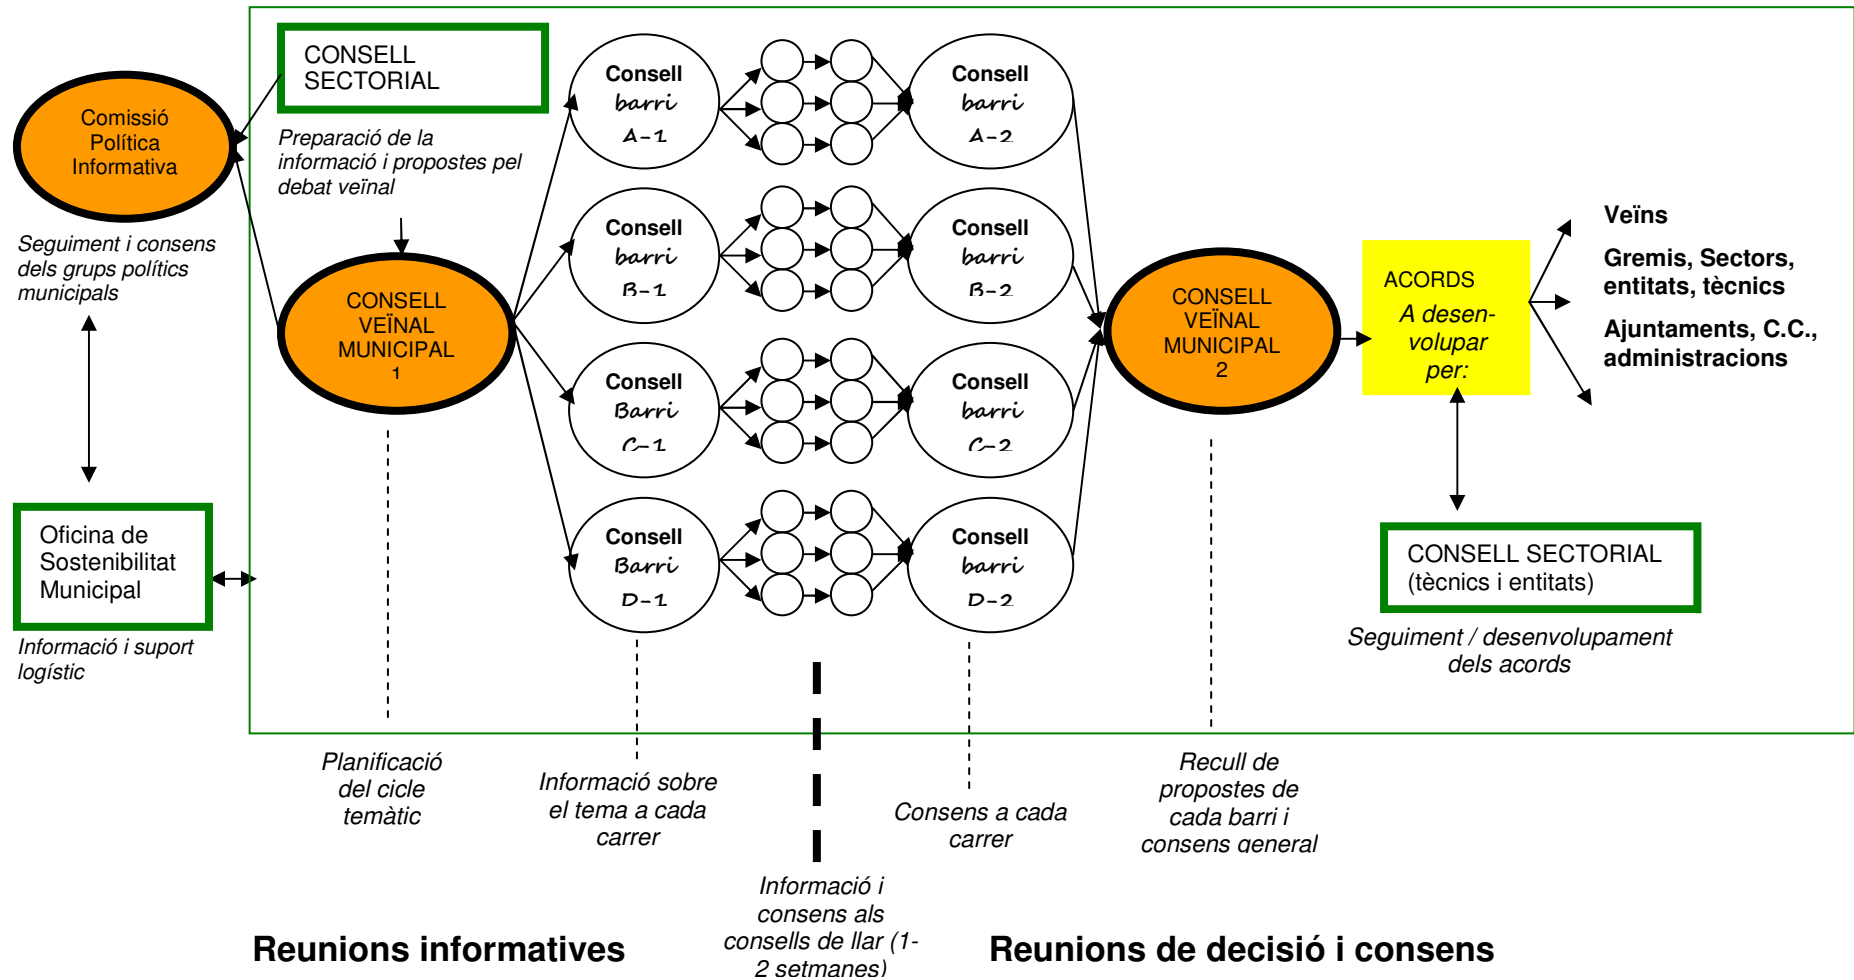 CONSELL
SECTORIAL
Preparació de la
informació i propostes pel
debat veïnal
Comissió
Política
Informativa
Seguiment i consens
dels grups polítics
municipals
Oficina de
Sostenibilitat
Municipal
Informació i suport
logístic
CONSELL
VEÏNAL
MUNICIPAL
1
Consell
barri
A-1
Consell
barri
B-1
Consell
Barri
C-1
Consell
Barri
D-1
Consell
barri
A-2
Consell
barri
B-2
Consell
barri
C-2
Consell
barri
D-2
CONSELL
VEÏNAL
MUNICIPAL
2
ACORDS
A desen-
volupar
per:
Veïns
Gremis, Sectors,
entitats, tècnics
Ajuntaments, C.C.,
administracions
CONSELL SECTORIAL
(tècnics i entitats)
Seguiment / desenvolupament
dels acords
Planificació
del cicle
temàtic
Informació sobre
el tema a cada
carrer
Informació i
consens als
consells de llar (1-
2 setmanes)
Consens a cada
carrer
Recull de
propostes de
cada barri i
consens general
Reunions informatives
Reunions de decisió i consens